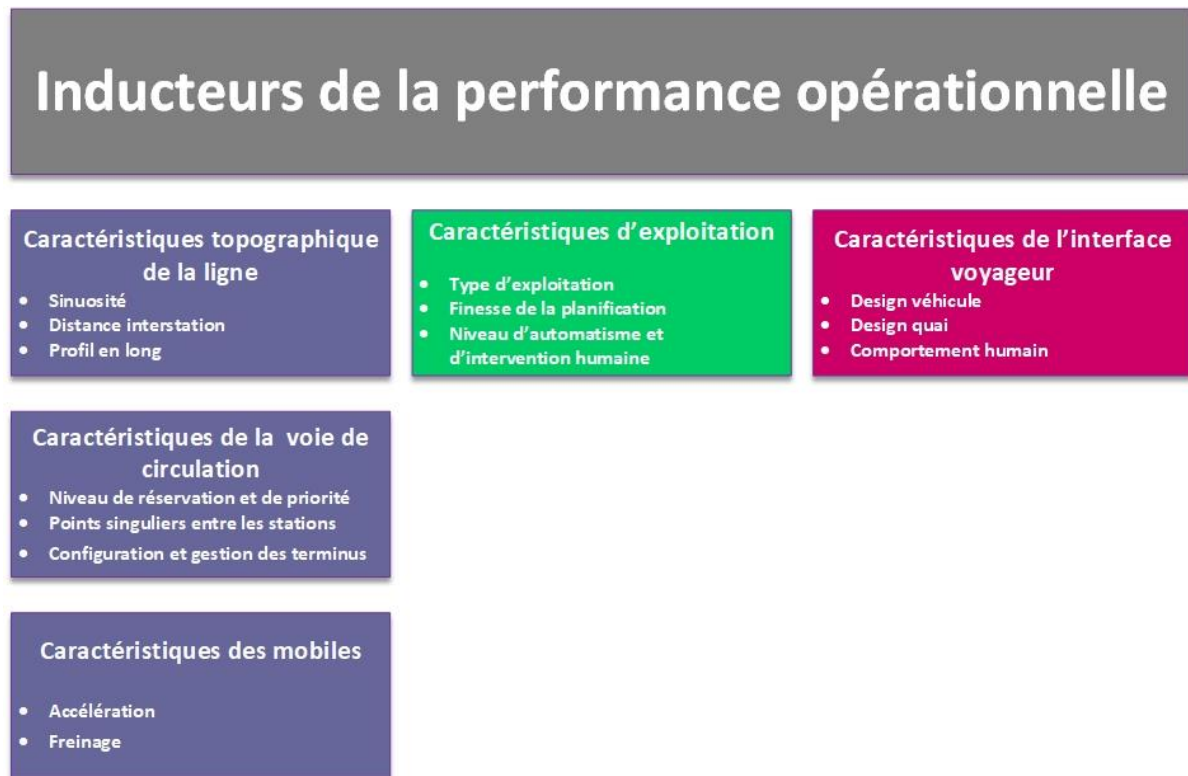 Inducteurs de la performance opérationnelle
Caractéristiques topographique
de la ligne
• Sinuosité
• Distance interstation
• Profil en long
Caractéristiques d'exploitation
• Type d'exploitation
• Finesse de la planification
• Niveau d'automatisme et
d'intervention humaine
Caractéristiques de l'interface
voyageur
• Design véhicule
• Design quai
• Comportement humain
Caractéristiques de la voie de
circulation
• Niveau de réservation et de priorité
• Points singuliers entre les stations
• Configuration et gestion des terminus
Caractéristiques des mobiles
• Accélération
• Freinage